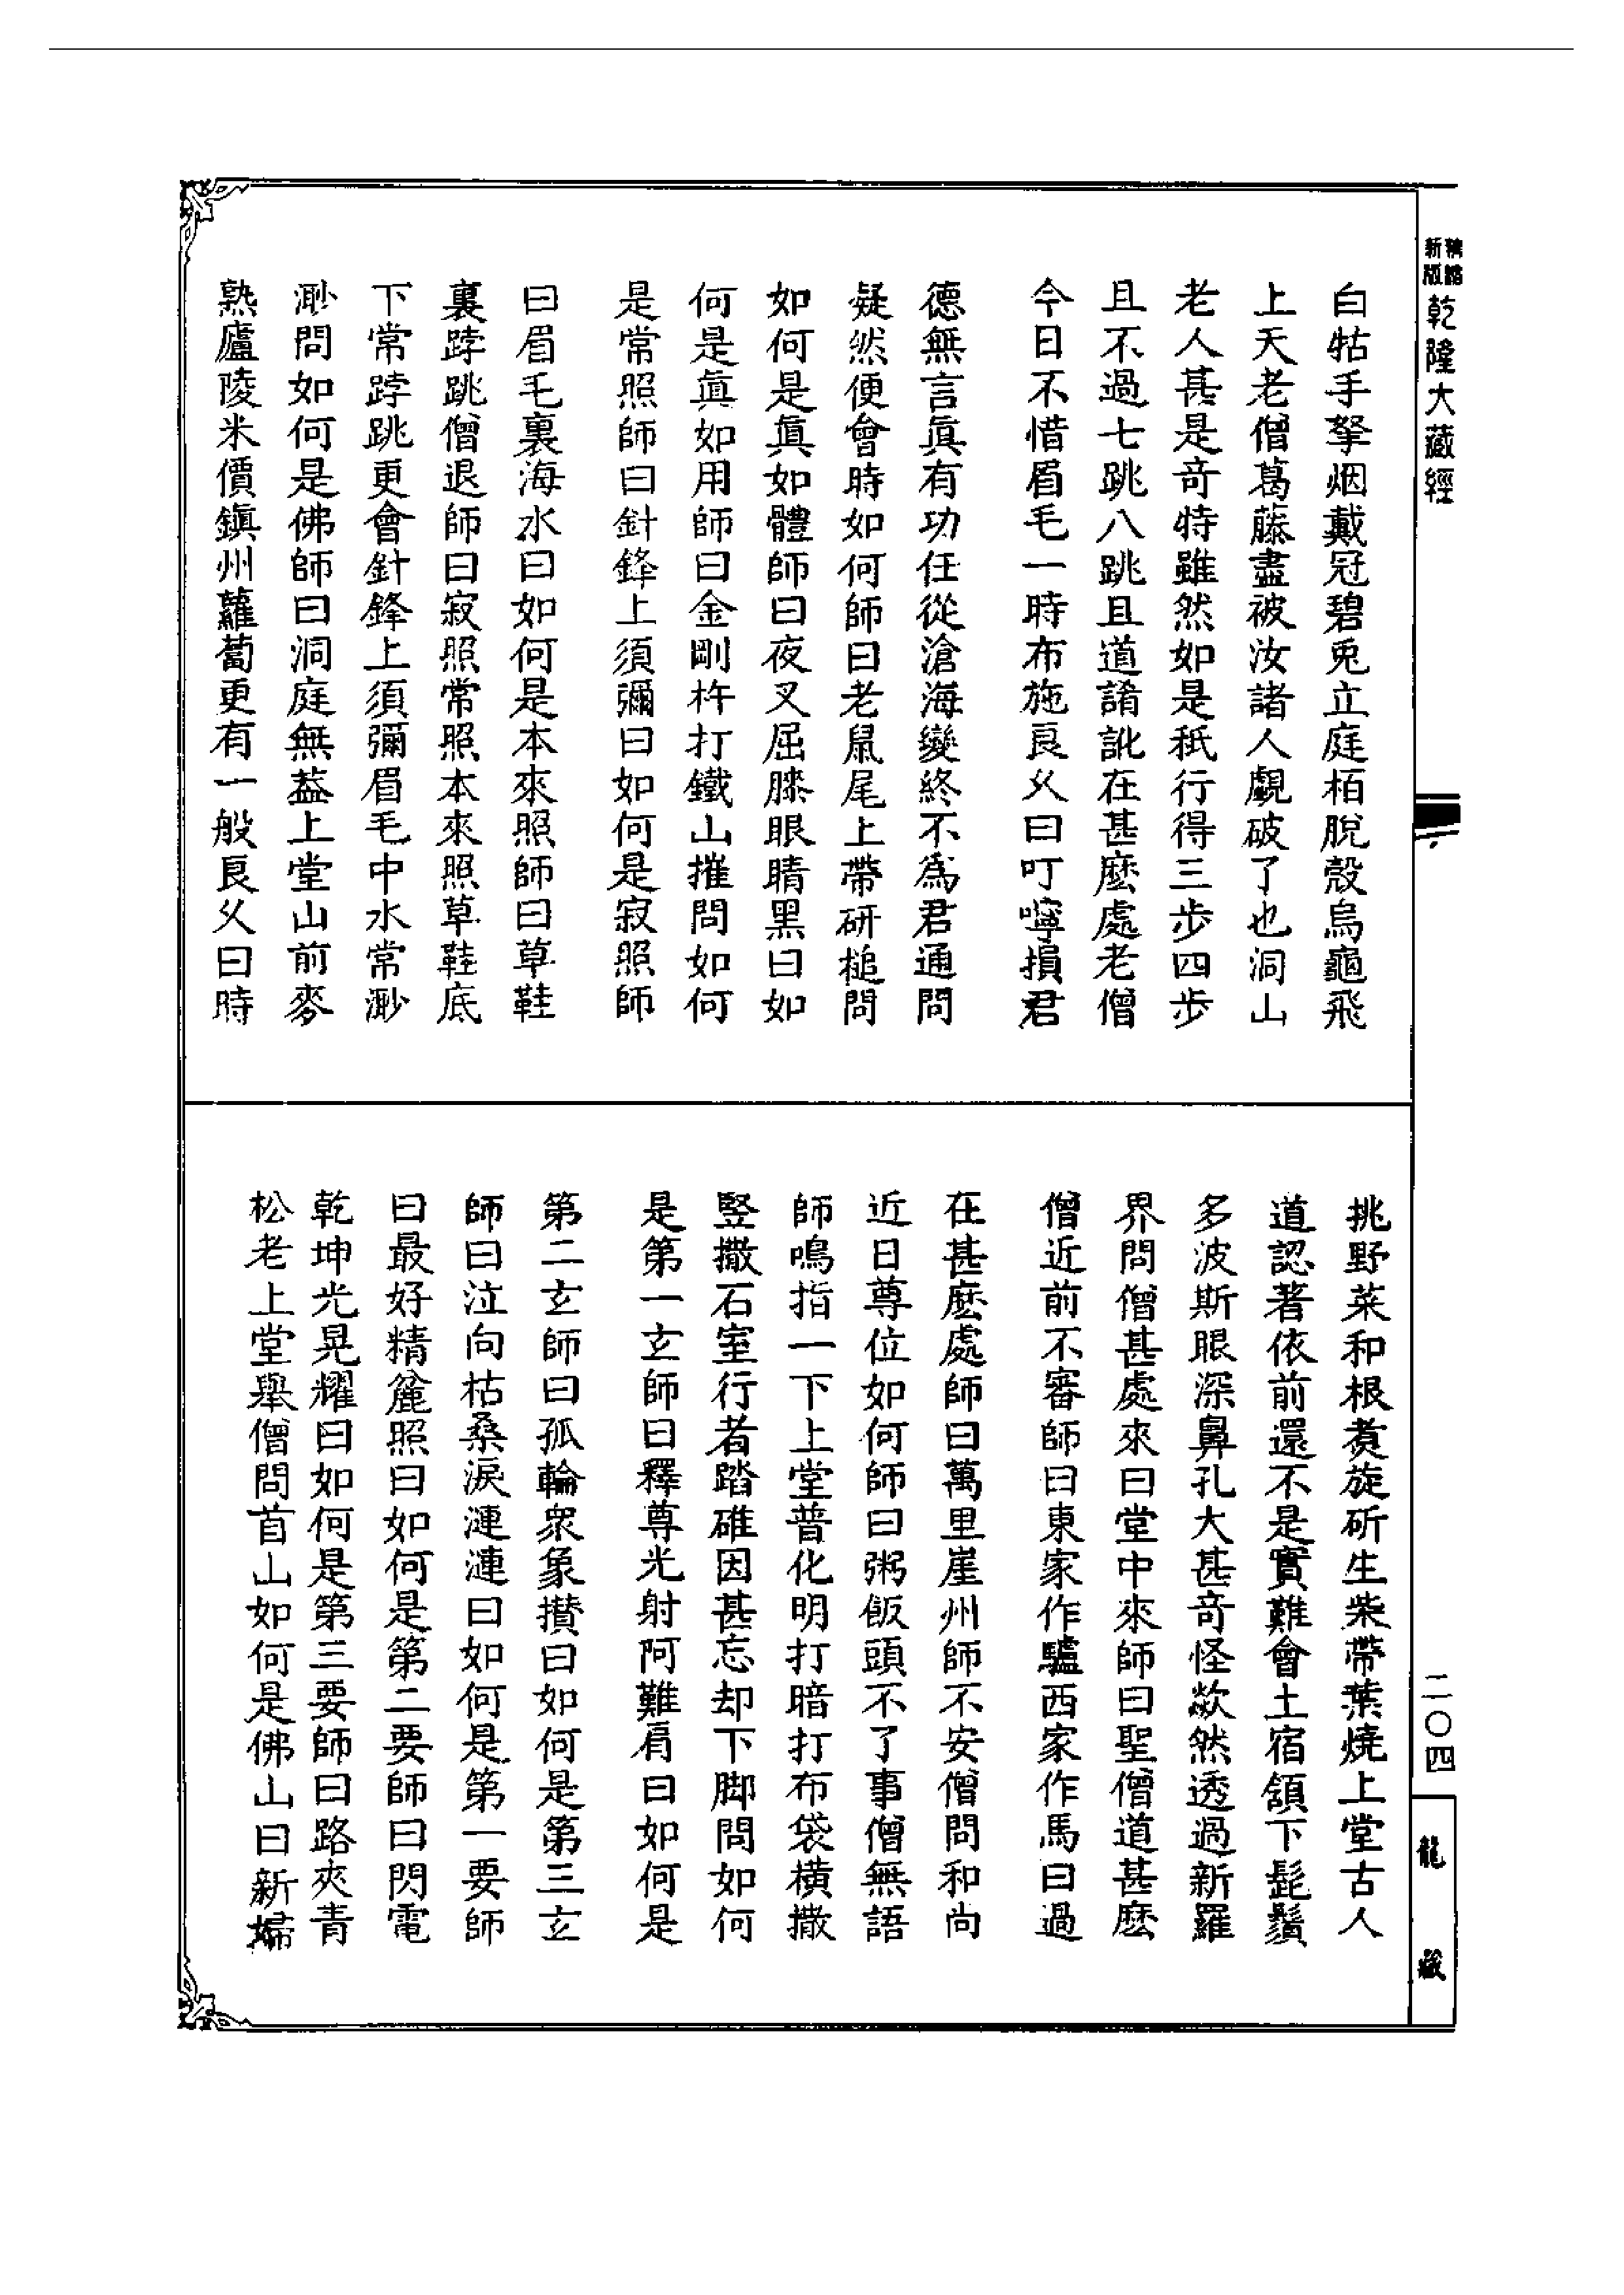 新版
精縮
乾隆大藏經
白牯手拏烟戴冠碧兎立庭栢脫殼烏龜飛
上天老僧葛藤盡被汝諸人覷破了也洞山
老人甚是竒特雖然如是秖行得三步四步
且不過七跳八跳且道誵訛在甚麽處老僧
今日不惜眉毛一時布施良乆曰叮嚀損君
德無言眞有功任從滄海變終不爲君通問
疑然便會時如何師曰老鼠尾上帶研槌問
如何是眞如體師曰夜叉屈膝眼睛黑曰如
何是眞如用師曰金剛杵打鐵山摧問如何
是常照師曰針鋒上須彌曰如何是寂照師
曰眉毛裏海水曰如何是本來照師曰草鞋
裏𨁝跳僧退師曰寂照常照本來照草鞋底
下常𨁝跳更會針鋒上須彌眉毛中水常渺
渺問如何是佛師曰洞庭無葢上堂山前麥
熟廬陵米價鎭州蘿蔔更有一般良乆曰時
挑野菜和根煑旋斫生柴帶葉燒上堂古人
道認著依前還不是實難會土宿頷下髭鬚
多波斯眼深鼻孔大甚竒怪欻然透過新羅
界問僧甚處來曰堂中來師曰聖僧道甚麽
僧近前不審師曰東家作驢西家作馬曰過
在甚麽處師曰萬里崖州師不安僧問和尚
近日尊位如何師曰粥飯頭不了事僧無語
師鳴指一下上堂普化明打暗打布袋橫撒
竪撒石室行者踏碓因甚忘却下脚問如何
是第一玄師曰釋尊光射阿難肩曰如何是
第二玄師曰孤輪衆象攅曰如何是第三玄
師曰泣向枯桑淚漣漣曰如何是第一要師
曰最好精麄照曰如何是第二要師曰閃電
乾坤光晃耀曰如何是第三要師曰路夾青
松老上堂舉僧問首山如何是佛山曰新婦
二〇四
龍藏